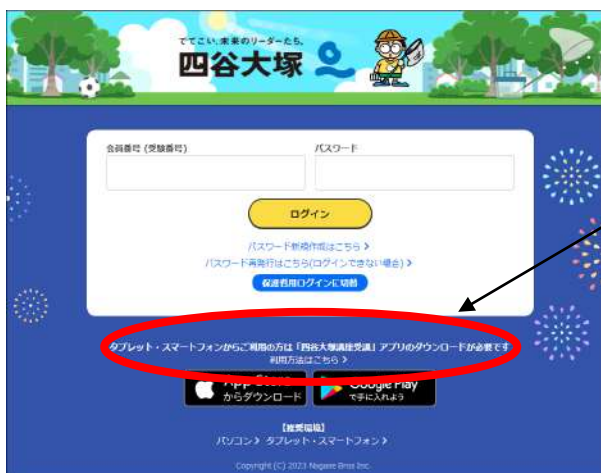 でてこい、未来のリーダーたち。
四谷大塚
会員番号 (受験番号)
パスワード
ログイン
パスワード新規作成はこちら >
パスワード再発行はこちら(ログインできない場合) >
保護者用ログインに切替
タブレット・スマートフォンからご利用の方は「四谷大塚講座受講」アプリのダウンロードが必要です
利用方法はこちら >
App Store
からダウンロード
Google Play
で手に入れよう
【推奨環境】
パソコン > タブレット・スマートフォン >
Copyright (C) 2023 Nagase Bros Inc.